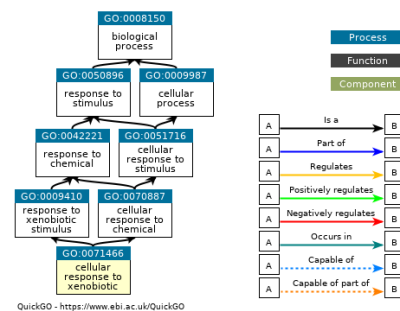 GO:0008150
biological
process
GO:0050896
response to
stimulus
GO:0009987
cellular
process
GO:0042221
response to
chemical
GO:0051716
cellular
response to
stimulus
GO:0009410
response to
xenobiotic
stimulus
GO:0070887
cellular
response to
chemical
GO:0071466
cellular
response to
xenobiotic
QuickGO - https://www.ebi.ac.uk/QuickGO
Process
Function
Component
A Is a B
A Part of B
A Regulates B
A Positively regulates B
A Negatively regulates B
A Occurs in B
A Capable of B
A Capable of part of B